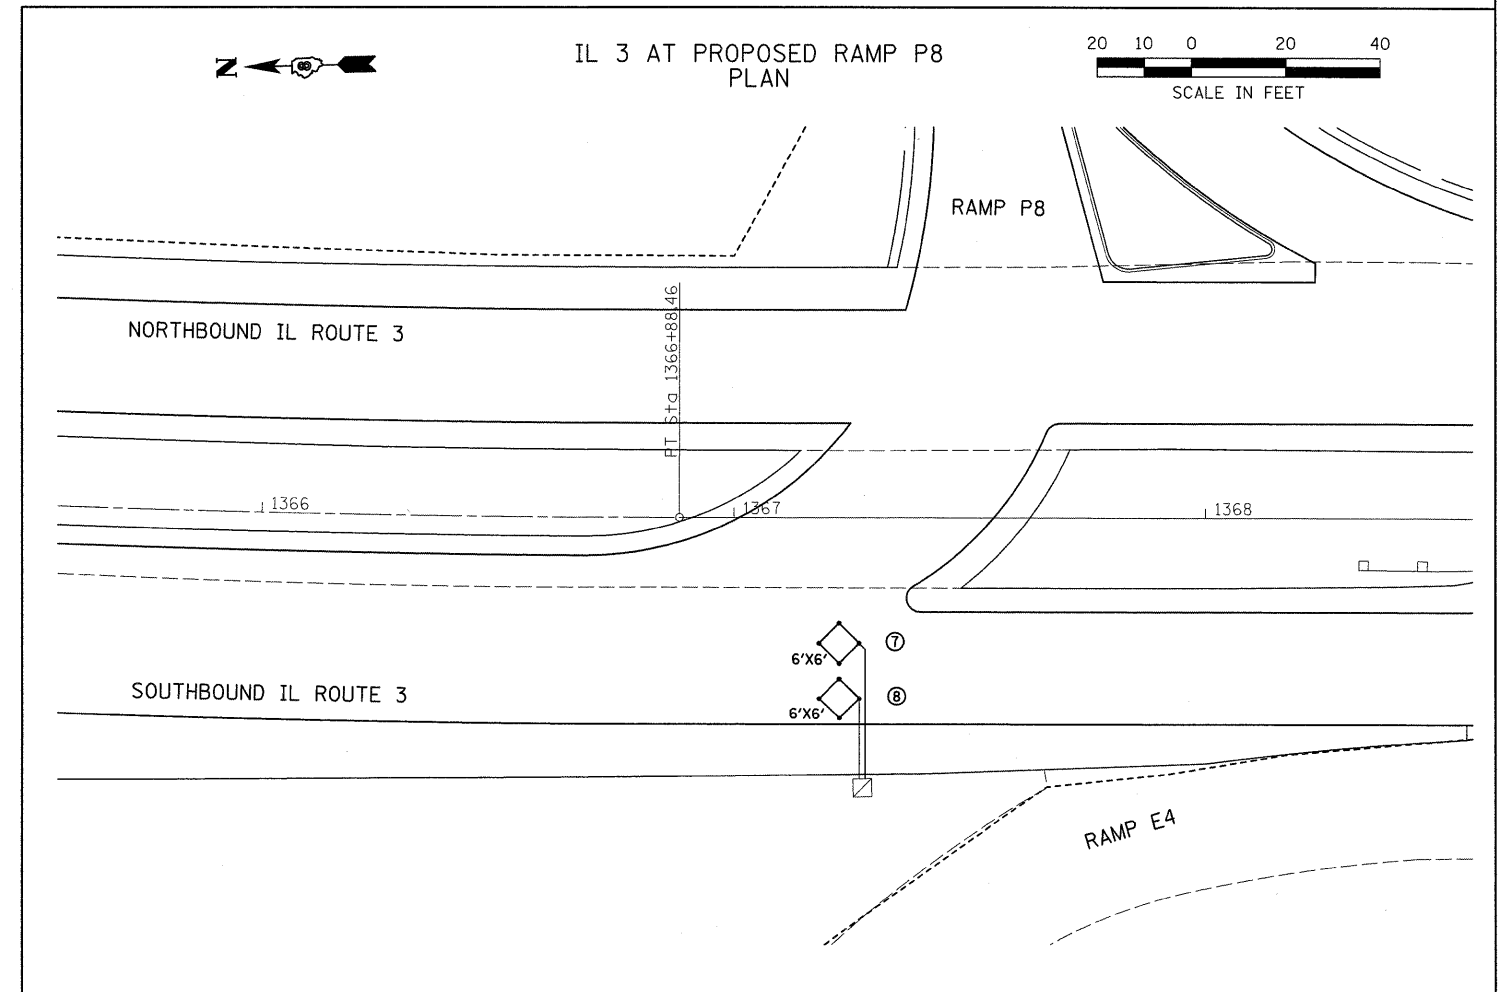 N
IL 3 AT PROPOSED RAMP P8
PLAN
20 10 0 20 40
SCALE IN FEET
RAMP P8
NORTHBOUND IL ROUTE 3
PT Sta 1366+88.46
1366
1367
1368
6'X6'
7
SOUTHBOUND IL ROUTE 3
6'X6'
8
RAMP E4